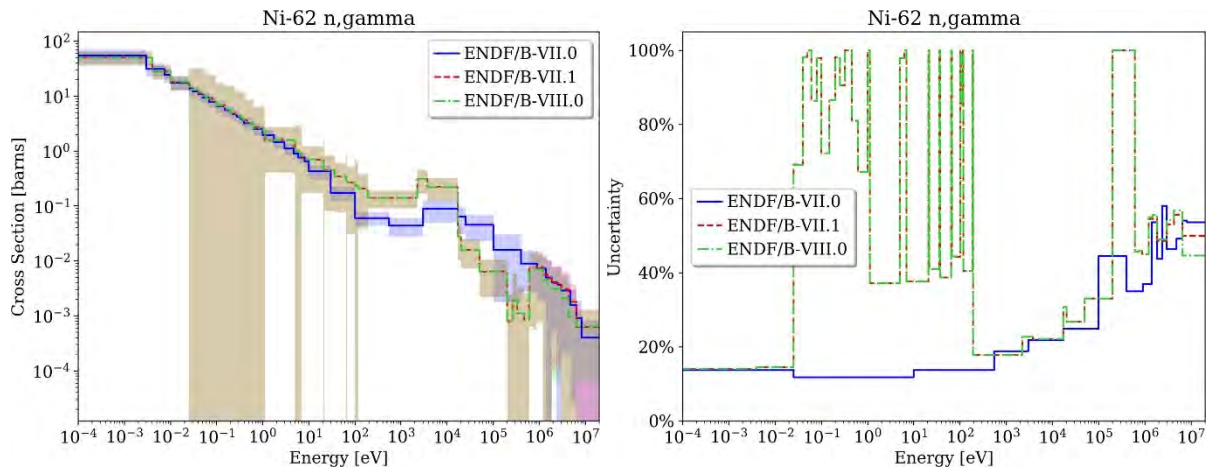 Ni-62 n,gamma
Cross Section [barns]
10^2
10^1
10^0
10^-1
10^-2
10^-3
10^-4
ENDF/B-VII.0
ENDF/B-VII.1
ENDF/B-VIII.0
10^-4 10^-3 10^-2 10^-1 10^0 10^1 10^2 10^3 10^4 10^5 10^6 10^7
Energy [eV]
Ni-62 n,gamma
Uncertainty
100%
80%
60%
40%
20%
0%
ENDF/B-VII.0
ENDF/B-VII.1
ENDF/B-VIII.0
10^-4 10^-3 10^-2 10^-1 10^0 10^1 10^2 10^3 10^4 10^5 10^6 10^7
Energy [eV]